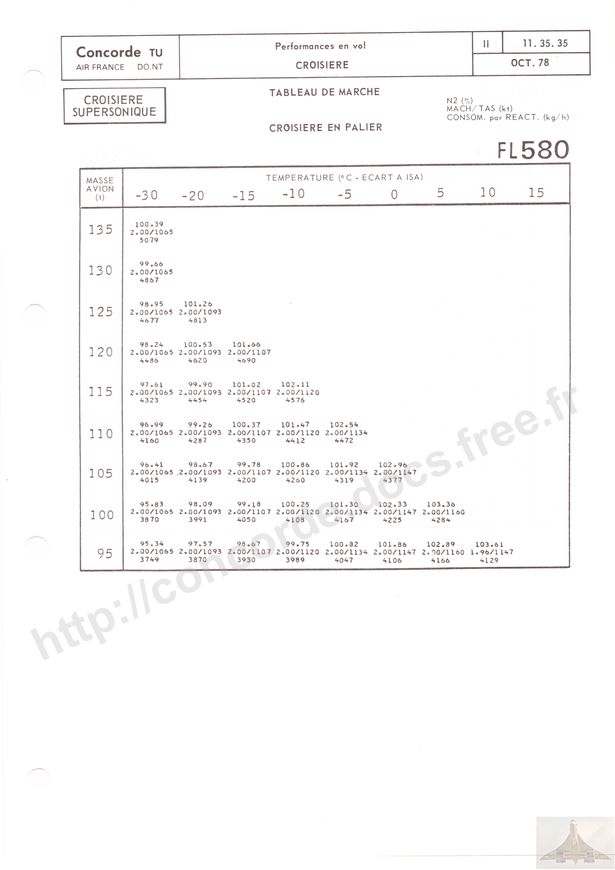 Concorde TU
AIR FRANCE DO.NT
Performances en vol
CROISIERE
II 11. 35. 35
OCT. 78
CROISIERE
SUPERSONIQUE
TABLEAU DE MARCHE
CROISIERE EN PALIER
N2 (%)
MACH/TAS (kt)
CONSOM. par REACT. (kg/h)
FL580
MASSE
AVION
(t)
TEMPERATURE (°C - ECART A ISA)
-30 -20 -15 -10 -5 0 5 10 15
135
100.39
2.00/1065
5079
130
99.66
2.00/1065
4867
125
98.95 101.26
2.00/1065 2.00/1093
4677 4813
120
98.24 100.53 101.66
2.00/1065 2.00/1093 2.00/1107
4486 4620 4690
115
97.61 99.90 101.02 102.11
2.00/1065 2.00/1093 2.00/1107 2.00/1120
4323 4454 4520 4576
110
96.99 99.26 100.37 101.47 102.54
2.00/1065 2.00/1093 2.00/1107 2.00/1120 2.00/1134
4160 4287 4350 4412 4472
105
96.41 98.67 99.78 100.86 101.92 102.96
2.00/1065 2.00/1093 2.00/1107 2.00/1120 2.00/1134 2.00/1147
4015 4139 4200 4260 4319 4377
100
95.83 98.09 99.18 100.25 101.30 102.33 103.36
2.00/1065 2.00/1093 2.00/1107 2.00/1120 2.00/1134 2.00/1147 2.00/1160
3870 3991 4050 4108 4167 4225 4284
95
95.34 97.57 98.67 99.75 100.82 101.86 102.89 103.61
2.00/1065 2.00/1093 2.00/1107 2.00/1120 2.00/1134 2.00/1147 2.00/1160 1.96/1147
3749 3870 3930 3989 4047 4106 4166 4129
http://concorde.docs.free.fr